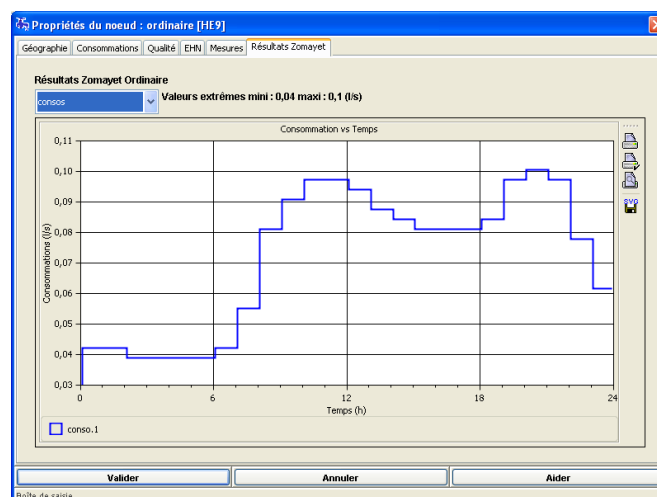 Propriétés du noeud : ordinaire [HE9]
Géographie Consommations Qualité EHN Mesures Résultats Zomayet
Résultats Zomayet Ordinaire
consos Valeurs extrêmes mini : 0,04 maxi : 0,1 (l/s)
Consommation vs Temps
0,11
0,10
0,09
0,08
0,07
0,06
0,05
0,04
0,03
Consommations (l/s)
0 6 12 18 24
Temps (h)
conso.1
SVG
Valider Annuler Aider
Boîte de saisie